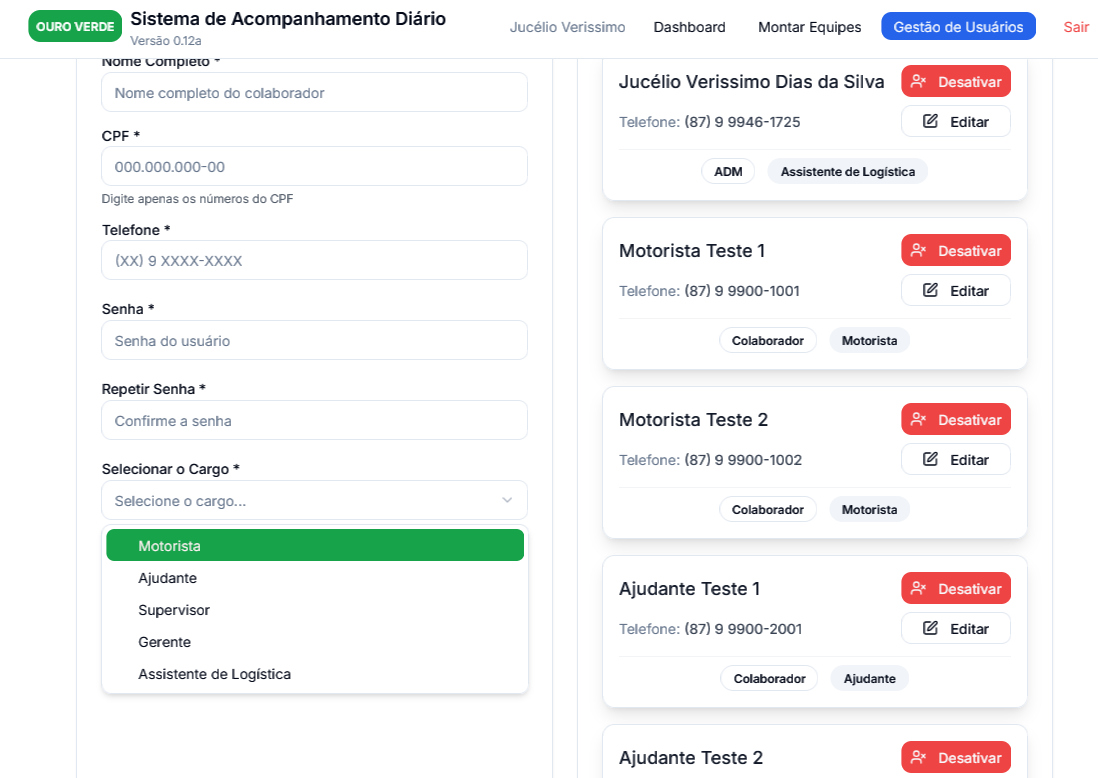 OURO VERDE
Sistema de Acompanhamento Diário
Versão 0.12a
Jucélio Verissimo
Dashboard
Montar Equipes
Gestão de Usuários
Sair
Nome Completo *
Nome completo do colaborador
CPF *
000.000.000-00
Digite apenas os números do CPF
Telefone *
(XX) 9 XXXX-XXXX
Senha *
Senha do usuário
Repetir Senha *
Confirme a senha
Selecionar o Cargo *
Selecione o cargo...
Motorista
Ajudante
Supervisor
Gerente
Assistente de Logística
Jucélio Verissimo Dias da Silva
Desativar
Telefone: (87) 9 9946-1725
Editar
ADM
Assistente de Logística
Motorista Teste 1
Desativar
Telefone: (87) 9 9900-1001
Editar
Colaborador
Motorista
Motorista Teste 2
Desativar
Telefone: (87) 9 9900-1002
Editar
Colaborador
Motorista
Ajudante Teste 1
Desativar
Telefone: (87) 9 9900-2001
Editar
Colaborador
Ajudante
Ajudante Teste 2
Desativar